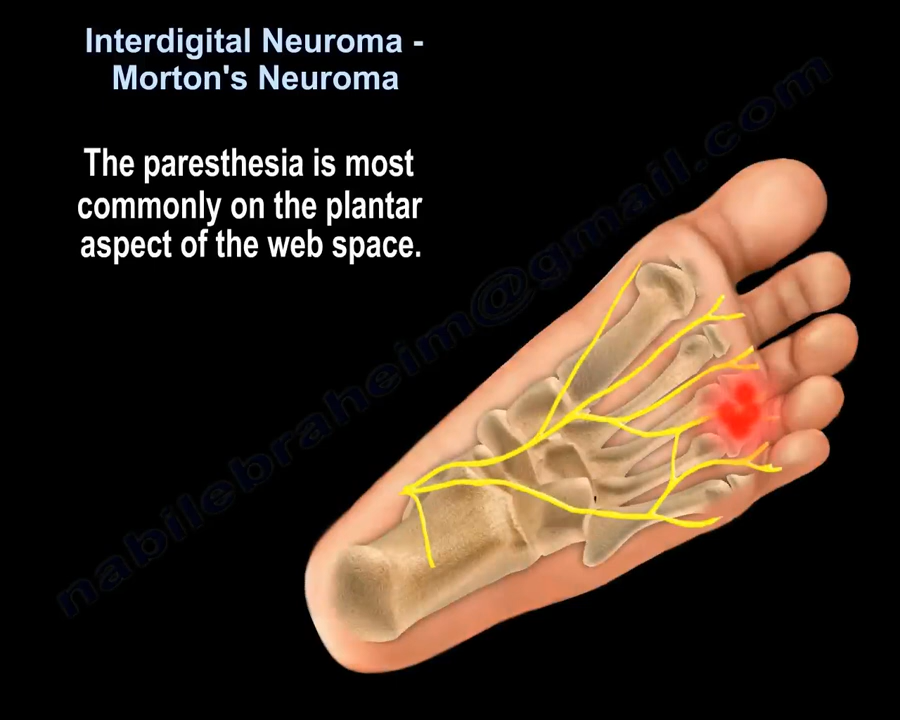 Interdigital Neuroma -
Morton's Neuroma
The paresthesia is most
commonly on the plantar
aspect of the web space.
nabilebraheim@gmail.com